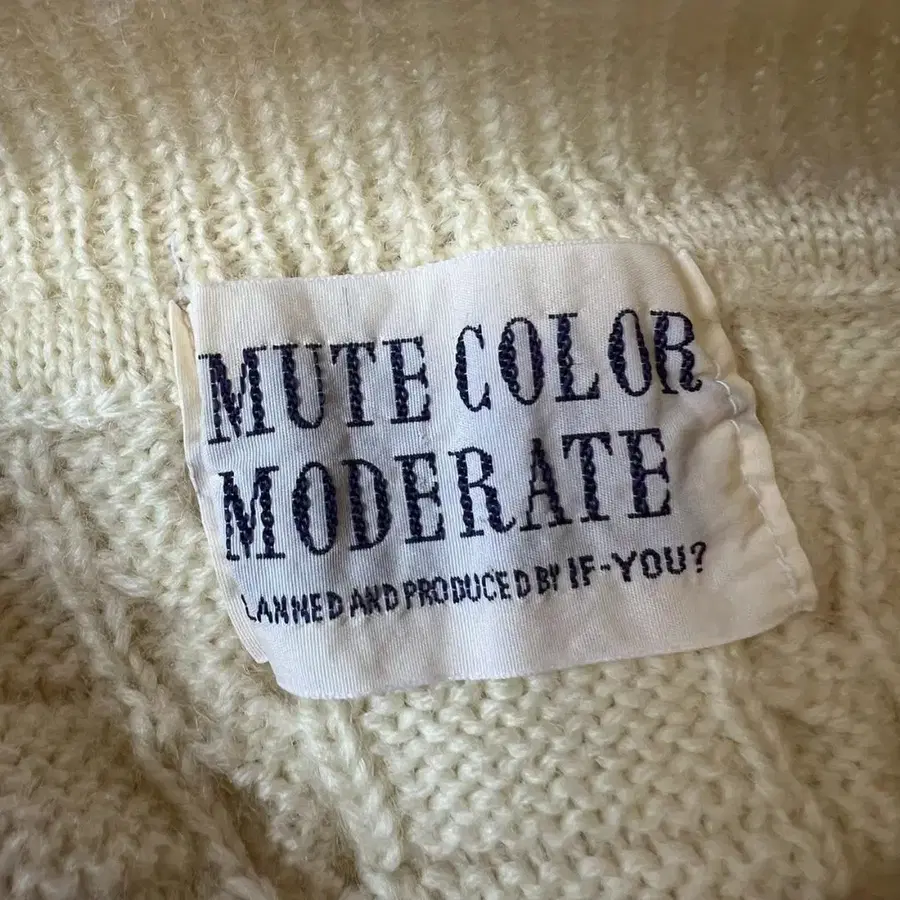 MUTE COLOR
MODERATE
LANNED AND PRODUCED BY IF-YOU?